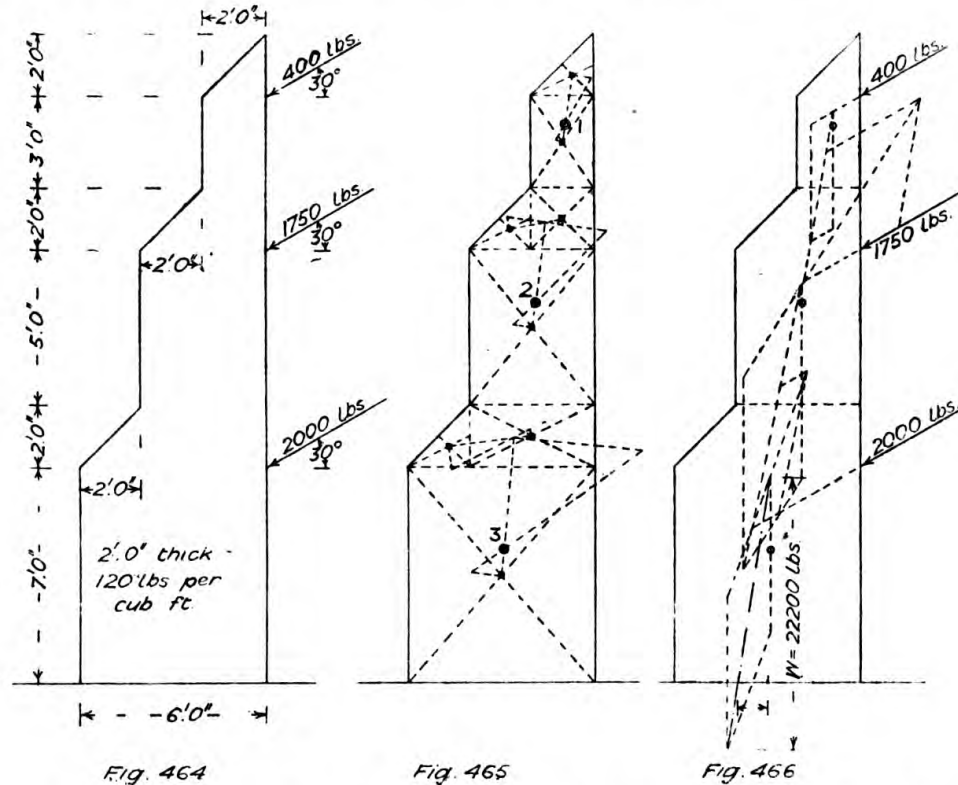 2'0"
400 lbs.
30°
2'0"
3'0"
2'0"
5'0"
2'0"
7'0"
1750 lbs.
30°
2'0"
2000 lbs.
30°
2'0"
2'0" thick -
120 lbs per
cub ft.
6'0"
Fig. 464
1
2
3
Fig. 465
400 lbs.
1750 lbs.
2000 lbs.
W=22200 lbs
Fig. 466